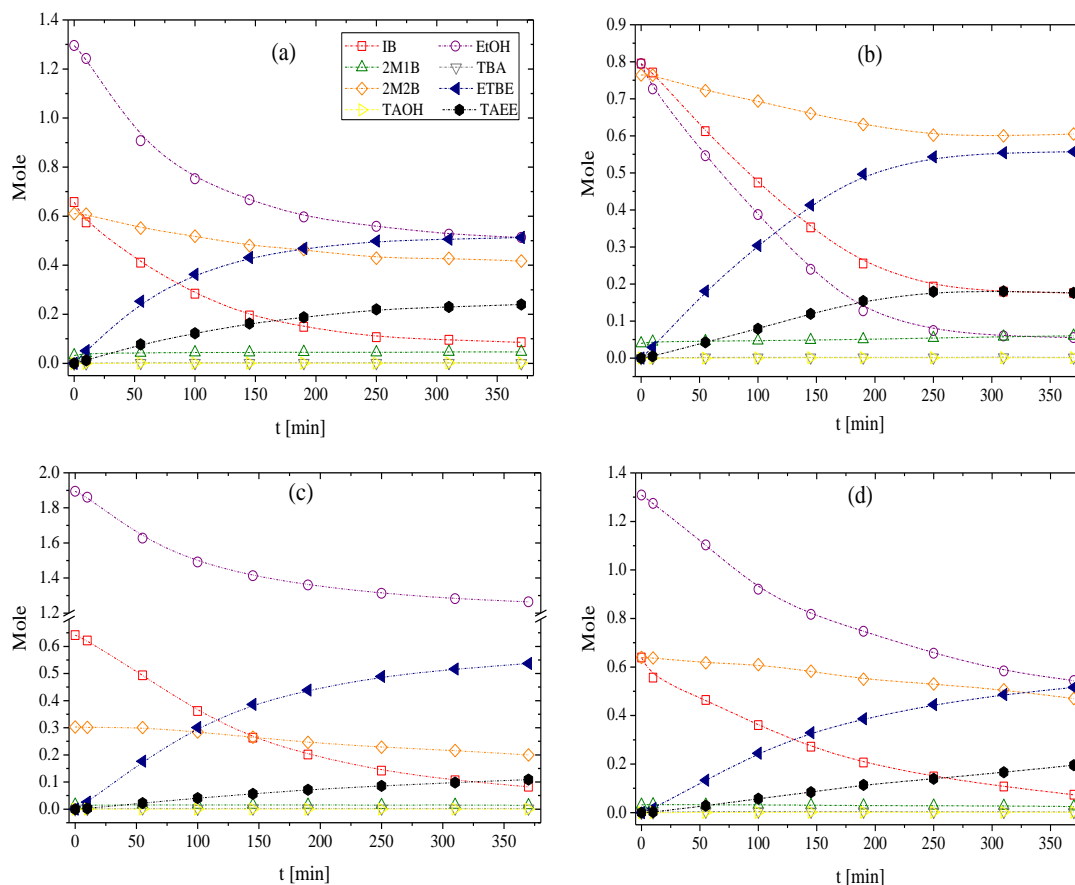 (a)
IB
EtOH
2M1B
TBA
2M2B
ETBE
TAOH
TAEE
1.4
1.2
1.0
0.8
0.6
0.4
0.2
0.0
Mole
0 50 100 150 200 250 300 350
t [min]
(b)
0.9
0.8
0.7
0.6
0.5
0.4
0.3
0.2
0.1
0.0
Mole
0 50 100 150 200 250 300 350
t [min]
(c)
2.0
1.8
1.6
1.4
1.2
0.6
0.5
0.4
0.3
0.2
0.1
0.0
Mole
0 50 100 150 200 250 300 350
t [min]
(d)
1.4
1.2
1.0
0.8
0.6
0.4
0.2
0.0
Mole
0 50 100 150 200 250 300 350
t [min]